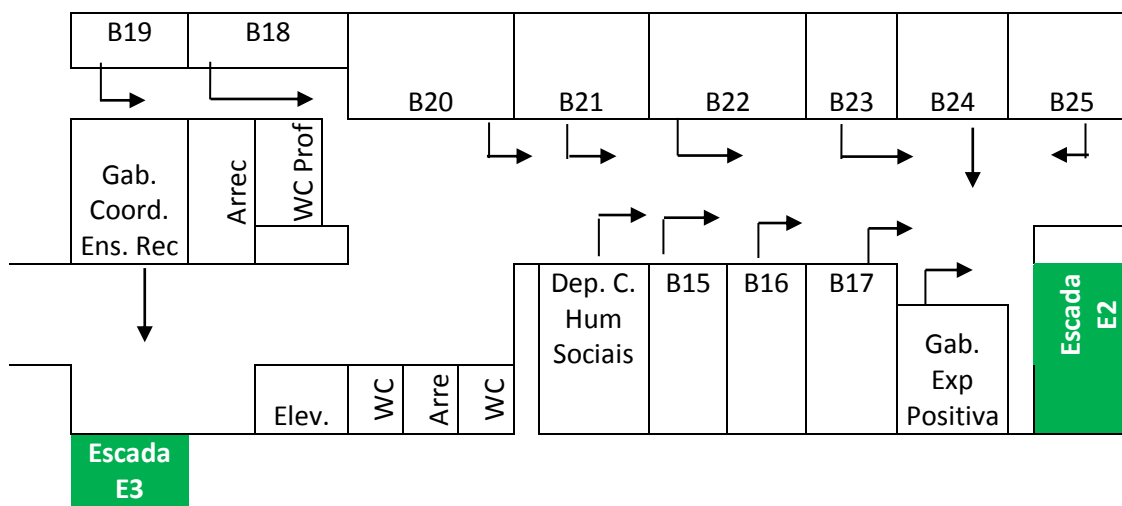 B19
B18
B20
B21
B22
B23
B24
B25
Gab.
Coord.
Ens. Rec
Arrec
WC Prof
Dep. C.
Hum
Sociais
B15
B16
B17
Gab.
Exp
Positiva
Escada
E2
Elev.
WC
Arre
WC
Escada
E3